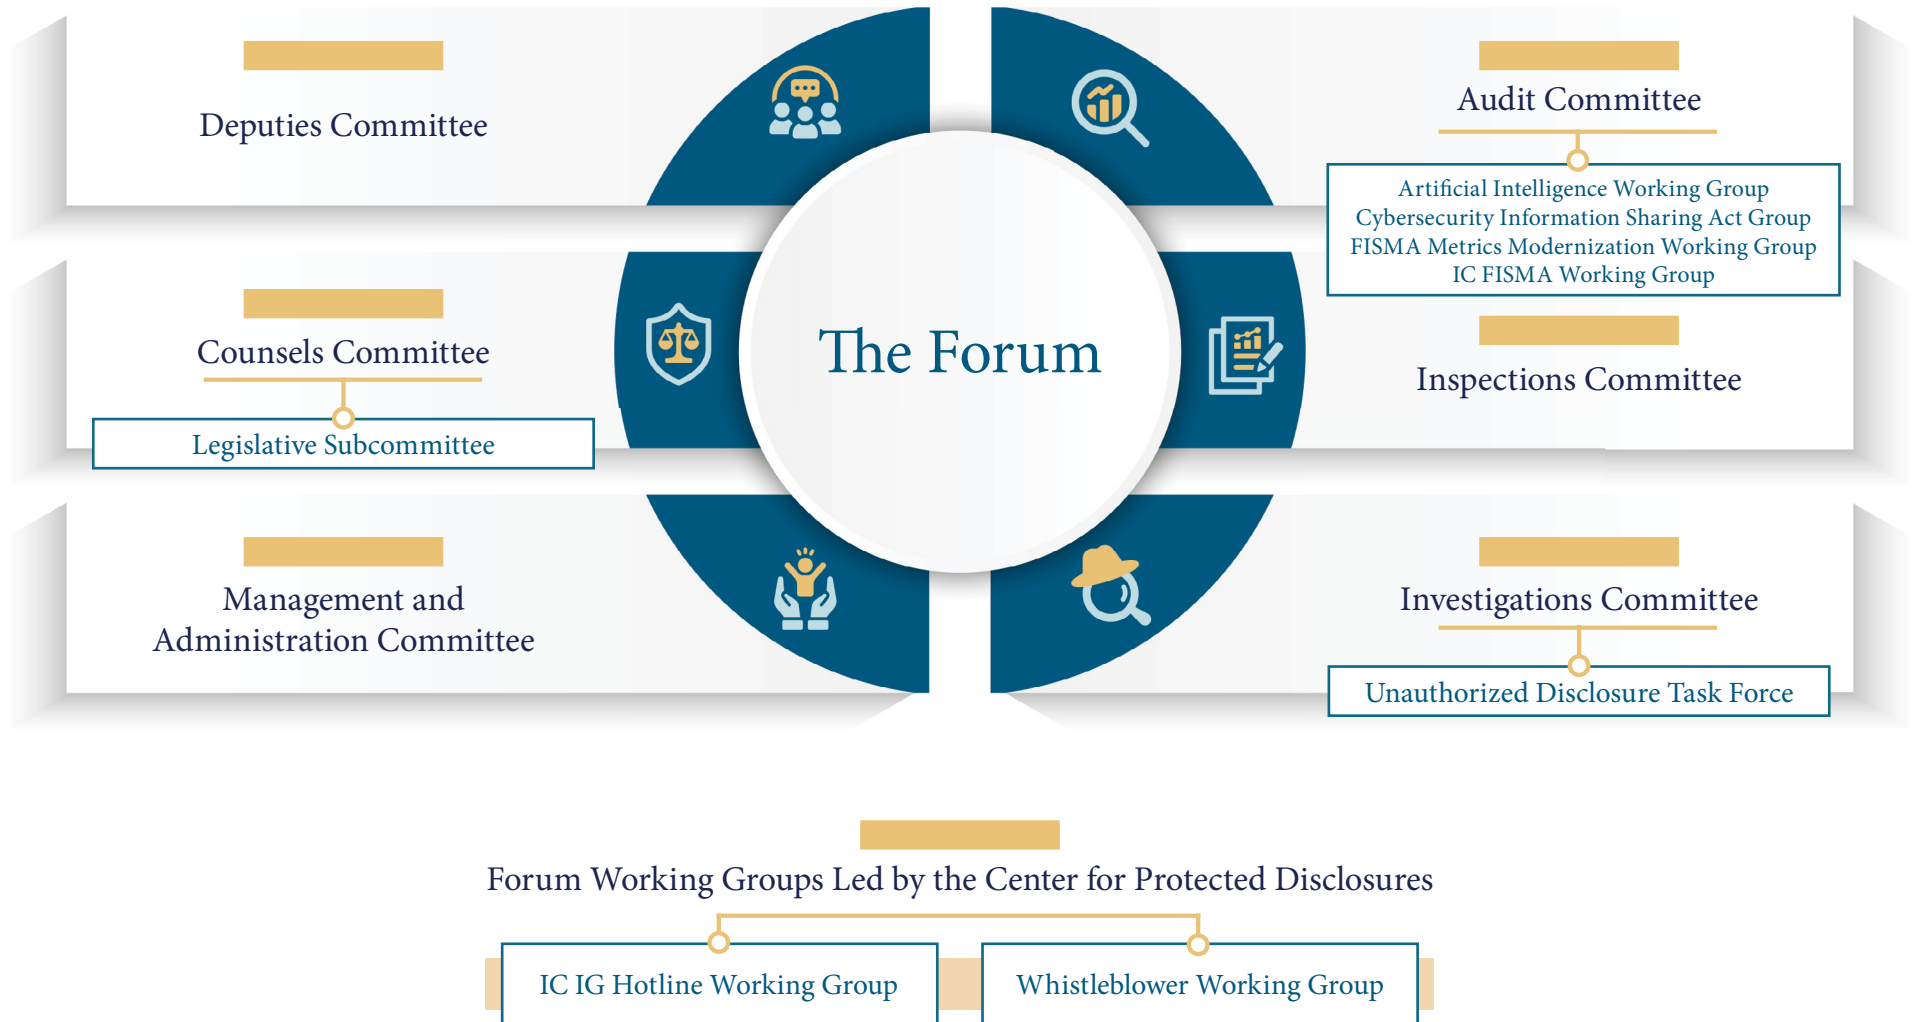 Deputies Committee
Counsels Committee
Legislative Subcommittee
Management and
Administration Committee
The Forum
Audit Committee
Artificial Intelligence Working Group
Cybersecurity Information Sharing Act Group
FISMA Metrics Modernization Working Group
IC FISMA Working Group
Inspections Committee
Investigations Committee
Unauthorized Disclosure Task Force
Forum Working Groups Led by the Center for Protected Disclosures
IC IG Hotline Working Group
Whistleblower Working Group